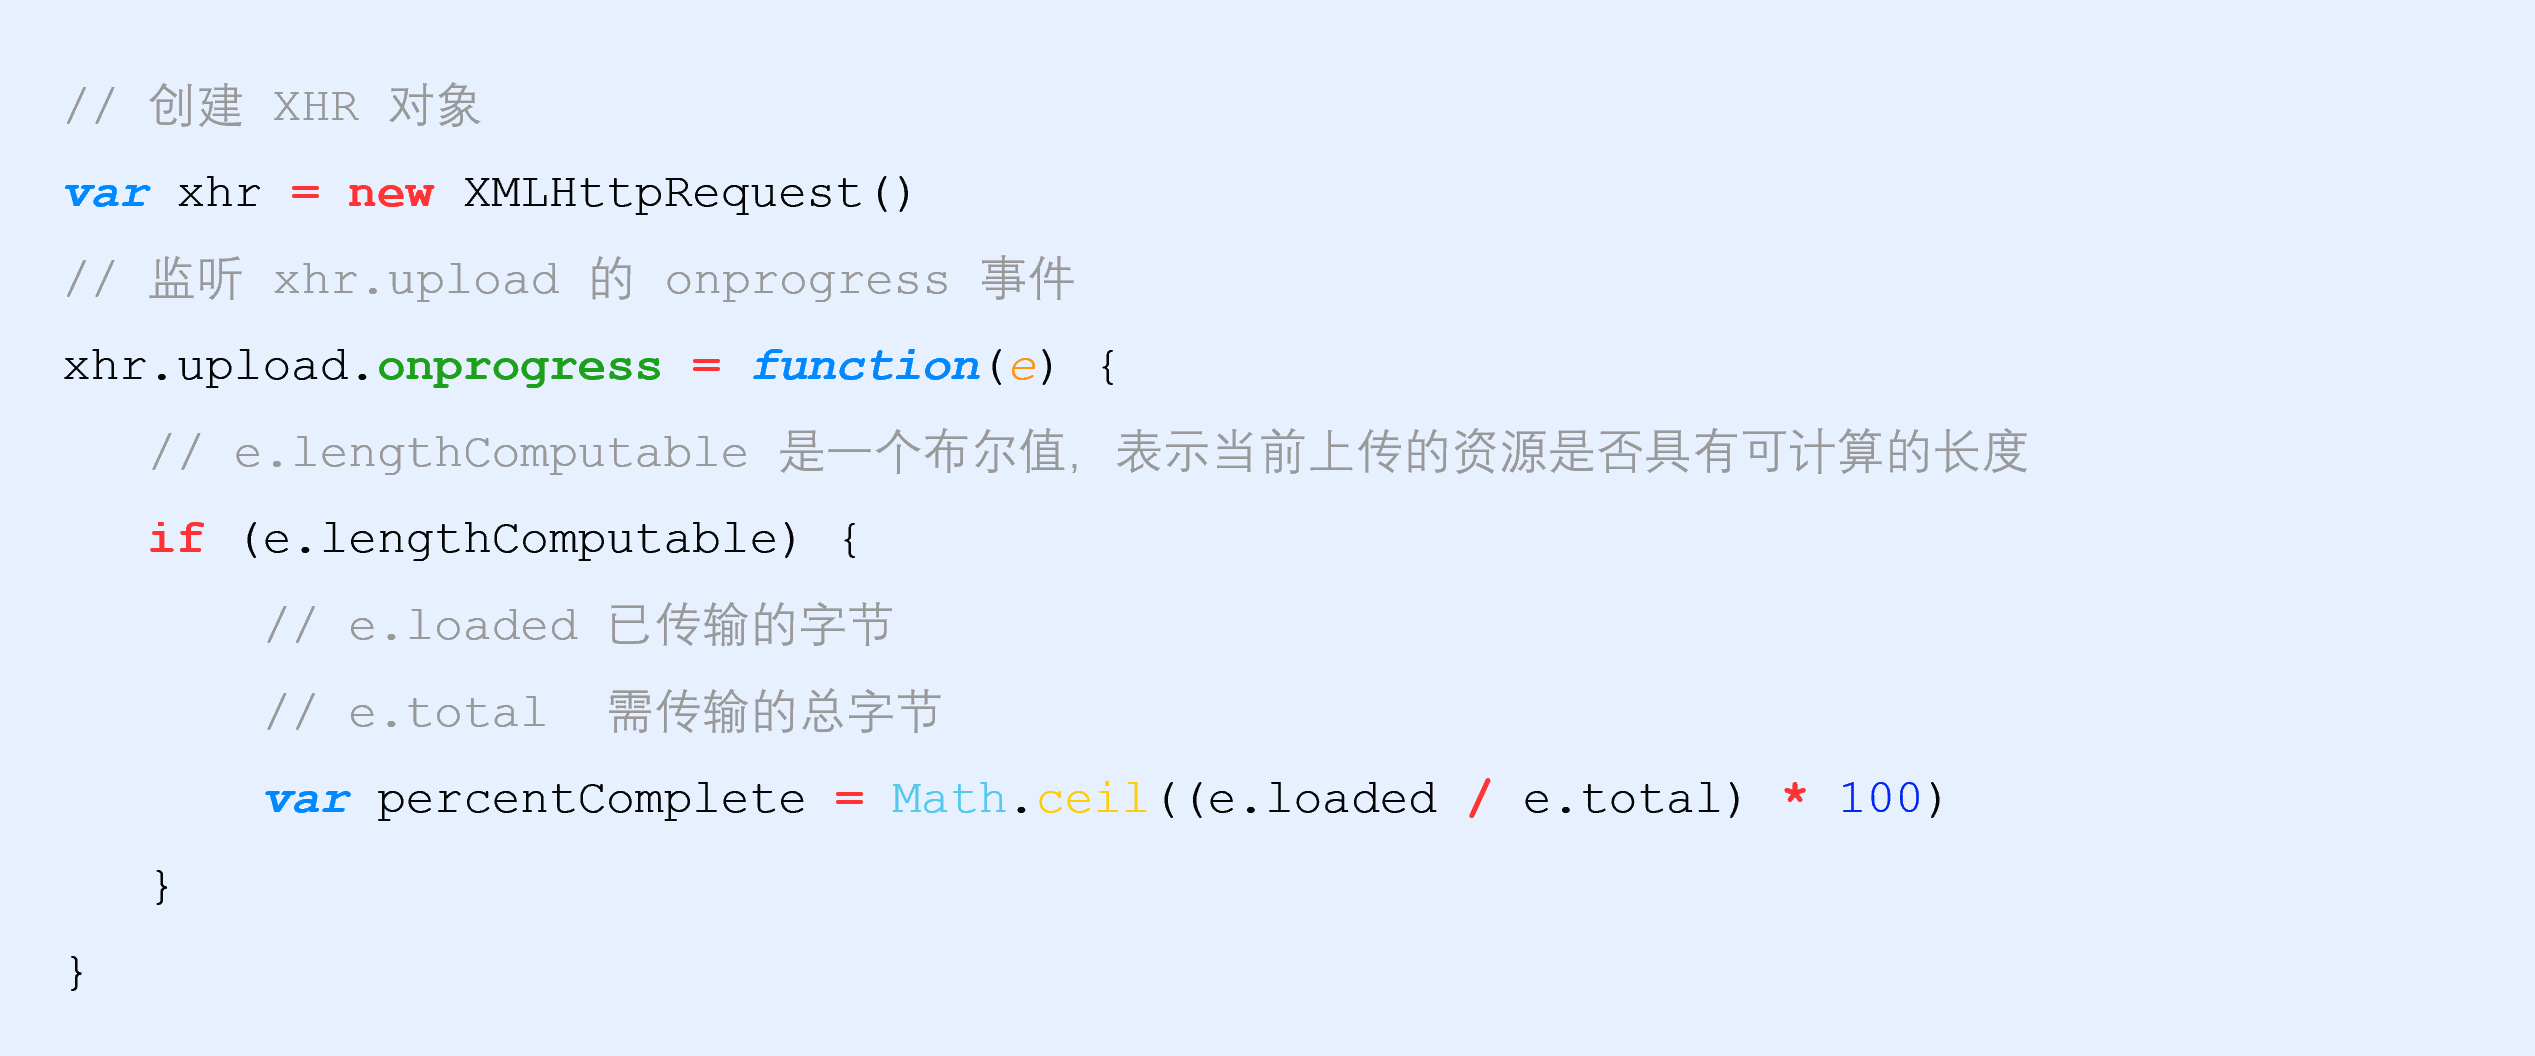 // 创建 XHR 对象
var xhr = new XMLHttpRequest()
// 监听 xhr.upload 的 onprogress 事件
xhr.upload.onprogress = function(e) {
   // e.lengthComputable 是一个布尔值，表示当前上传的资源是否具有可计算的长度
   if (e.lengthComputable) {
       // e.loaded 已传输的字节
       // e.total  需传输的总字节
       var percentComplete = Math.ceil((e.loaded / e.total) * 100)
   }
}